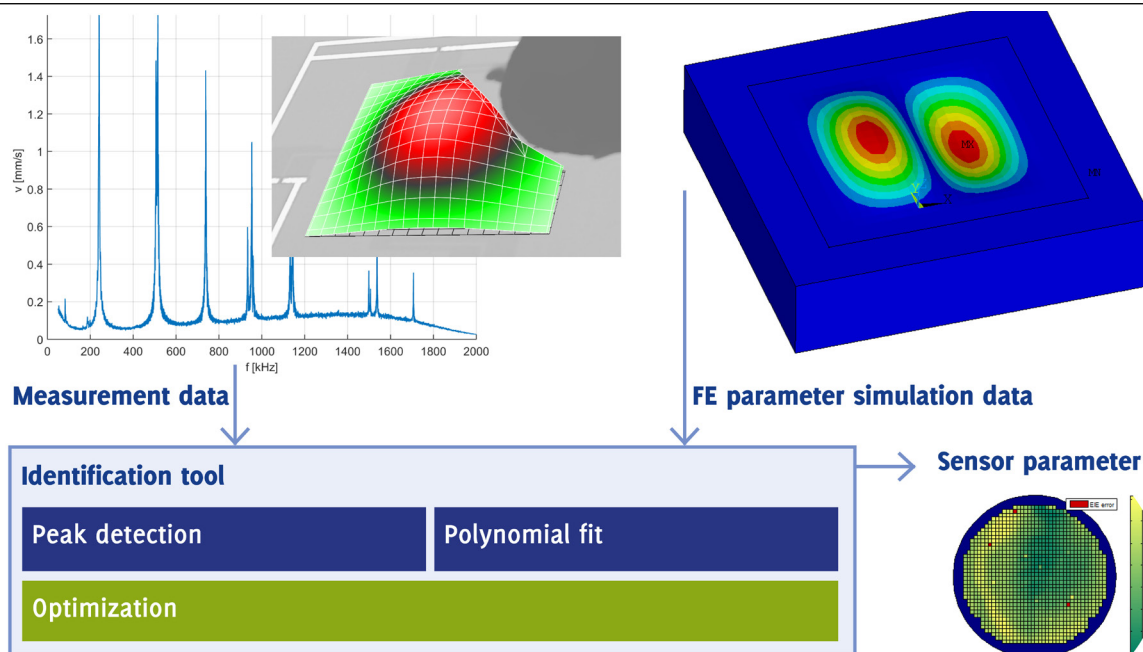 1.6
1.4
1.2
1
0.8
0.6
0.4
0.2
0
v [mm/s]
0 200 400 600 800 1000 1200 1400 1600 1800 2000
f [kHz]
MX
Y
X
Measurement data
FE parameter simulation data
Identification tool
Peak detection
Polynomial fit
Optimization
Sensor parameter
EIE error